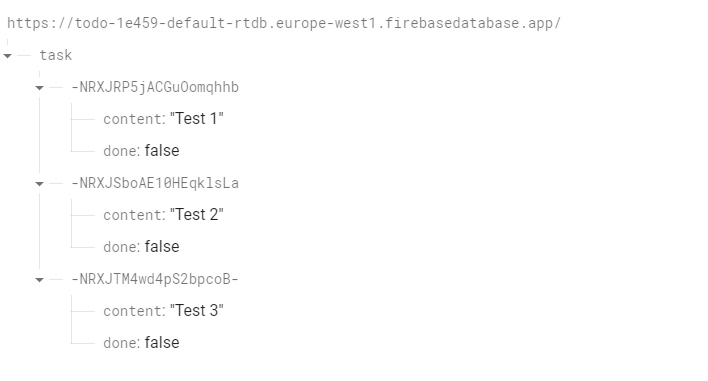 https://todo-1e459-default-rtdb.europe-west1.firebasedatabase.app/
task
-NRXJRP5jACGuOomqhhb
content: "Test 1"
done: false
-NRXJSboAE10HEqklsLa
content: "Test 2"
done: false
-NRXJTM4wd4pS2bpcoB-
content: "Test 3"
done: false